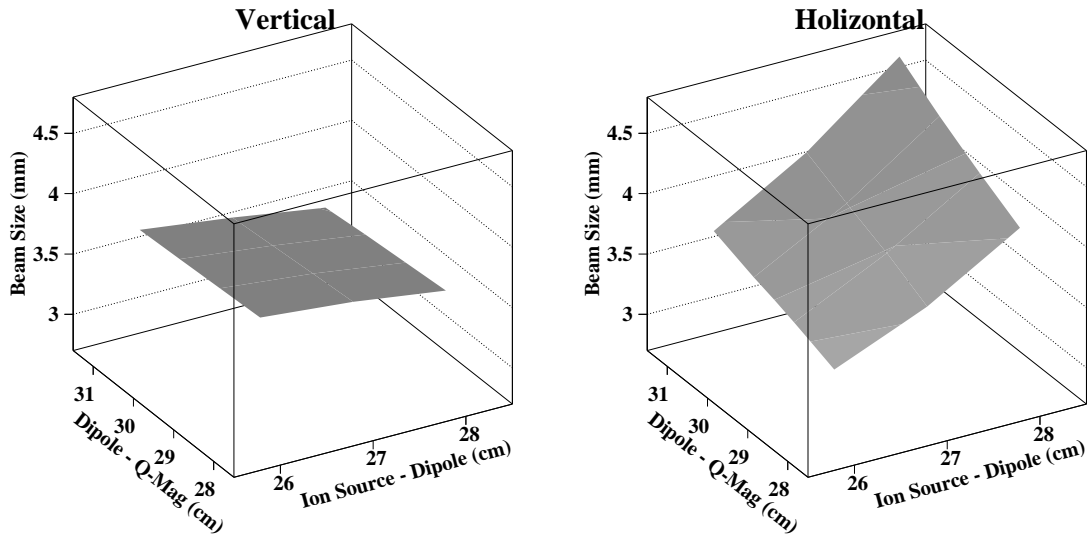 Vertical
4.5
4
3.5
3
Beam Size (mm)
31
30
29
28
Dipole - Q-Mag (cm)
26
27
28
Ion Source - Dipole (cm)
Holizontal
4.5
4
3.5
3
Beam Size (mm)
31
30
29
28
Dipole - Q-Mag (cm)
26
27
28
Ion Source - Dipole (cm)